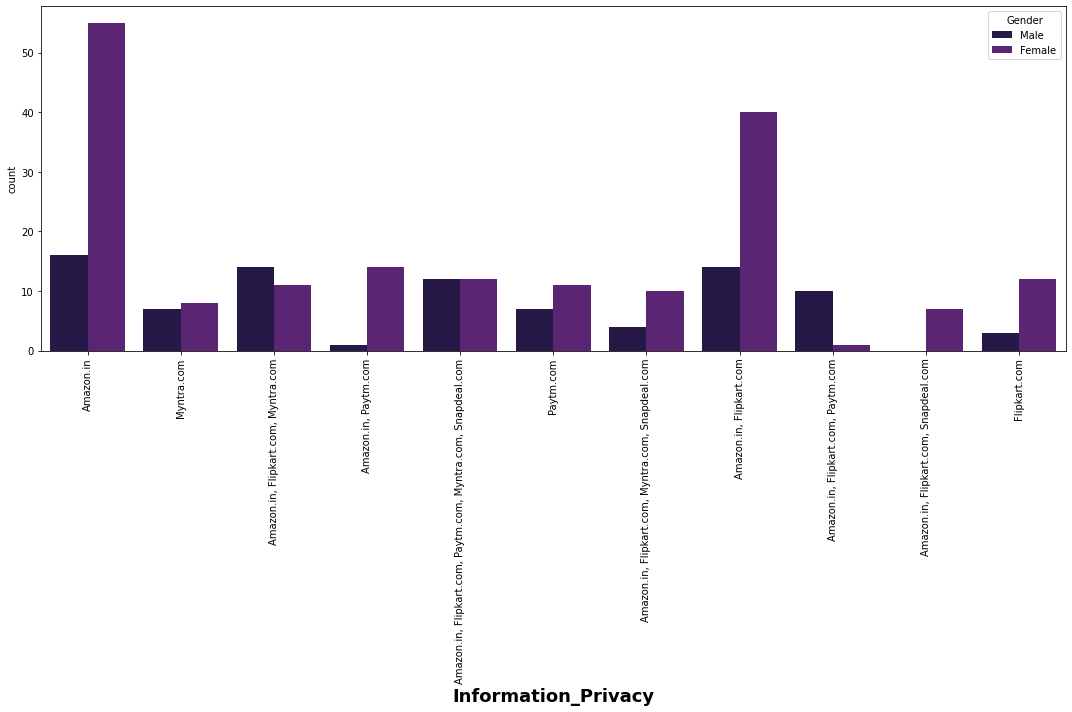 Gender
Male
Female
50
40
30
20
10
0
count
Amazon.in
Myntra.com
Amazon.in, Flipkart.com, Myntra.com
Amazon.in, Paytm.com
Amazon.in, Flipkart.com, Paytm.com, Myntra.com, Snapdeal.com
Paytm.com
Amazon.in, Flipkart.com, Myntra.com, Snapdeal.com
Amazon.in, Flipkart.com
Amazon.in, Flipkart.com, Paytm.com
Amazon.in, Flipkart.com, Snapdeal.com
Flipkart.com
Information_Privacy